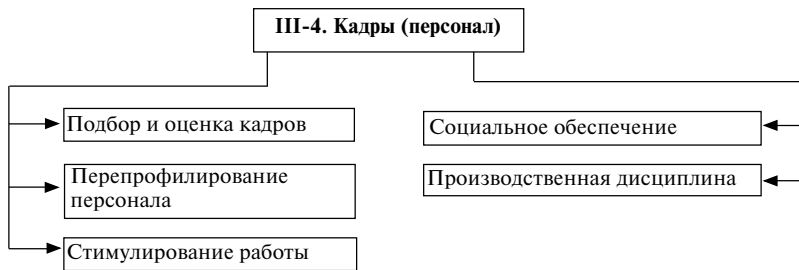 III-4. Кадры (персонал)
Подбор и оценка кадров
Перепрофилирование
персонала
Стимулирование работы
Социальное обеспечение
Производственная дисциплина